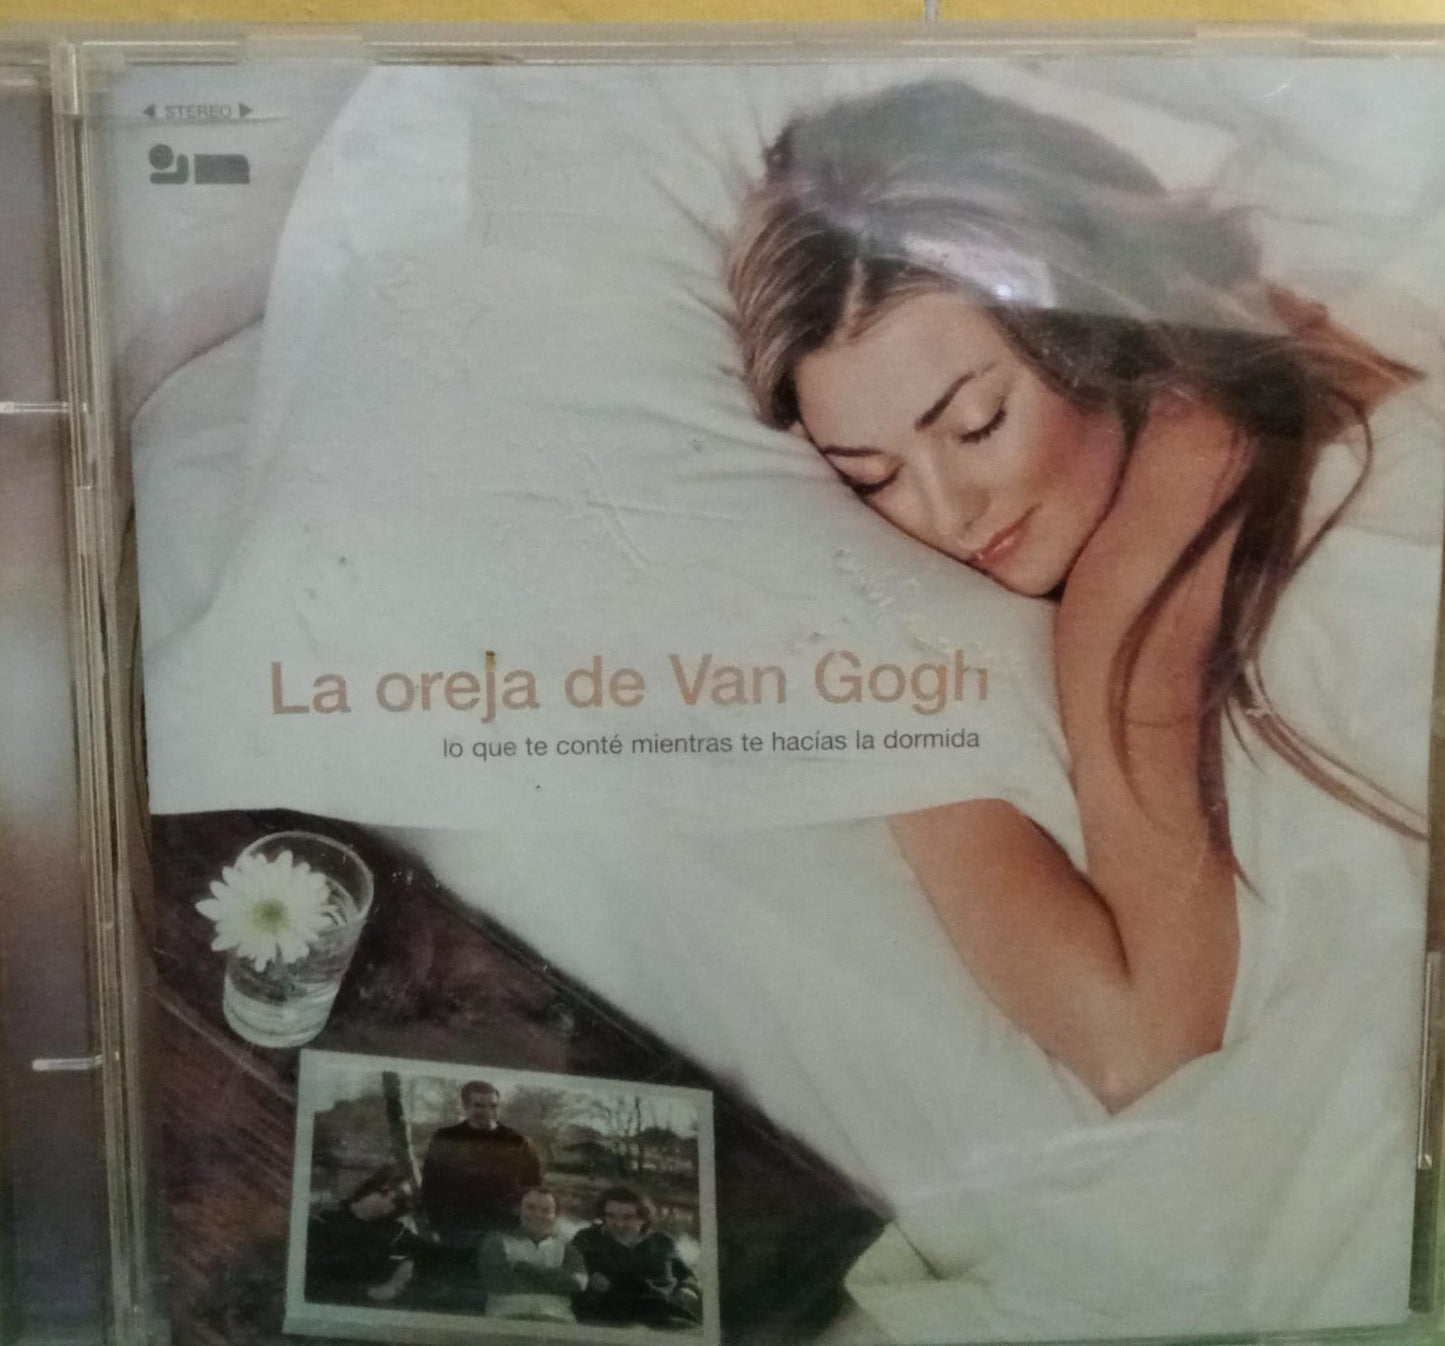 ◀ STEREO ▶
La oreja de Van Gogh
lo que te conté mientras te hacías la dormida